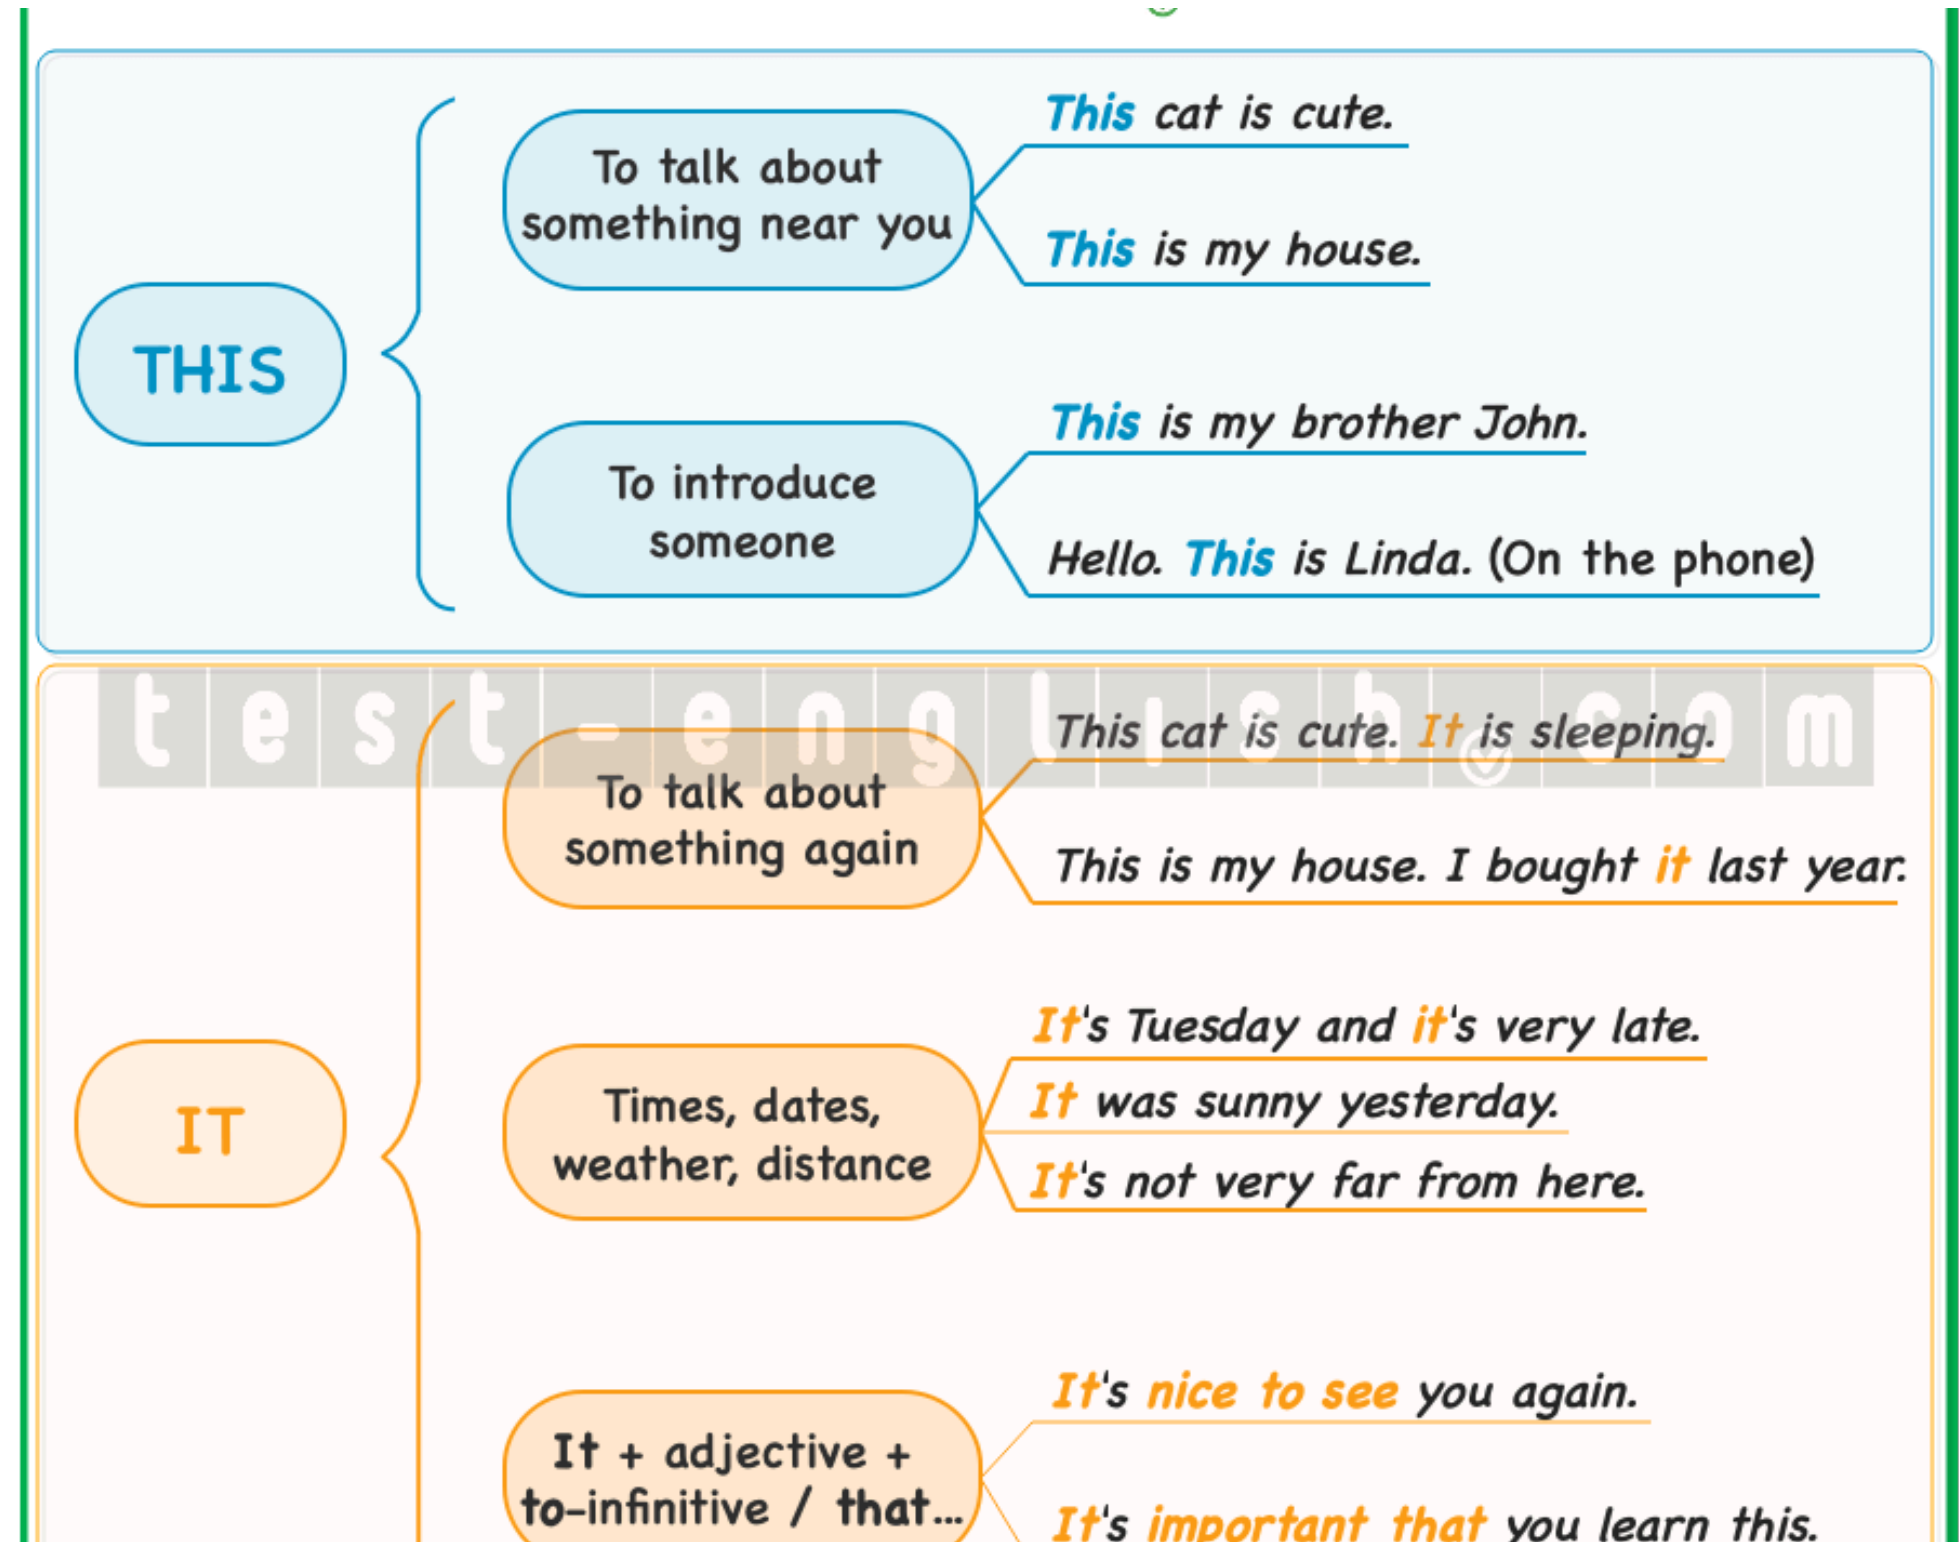 THIS
To talk about
something near you
This cat is cute.
This is my house.
To introduce
someone
This is my brother John.
Hello. This is Linda. (On the phone)
test-english.com
IT
To talk about
something again
This cat is cute. It is sleeping.
This is my house. I bought it last year.
Times, dates,
weather, distance
It's Tuesday and it's very late.
It was sunny yesterday.
It's not very far from here.
It + adjective +
to-infinitive / that...
It's nice to see you again.
It's important that you learn this.